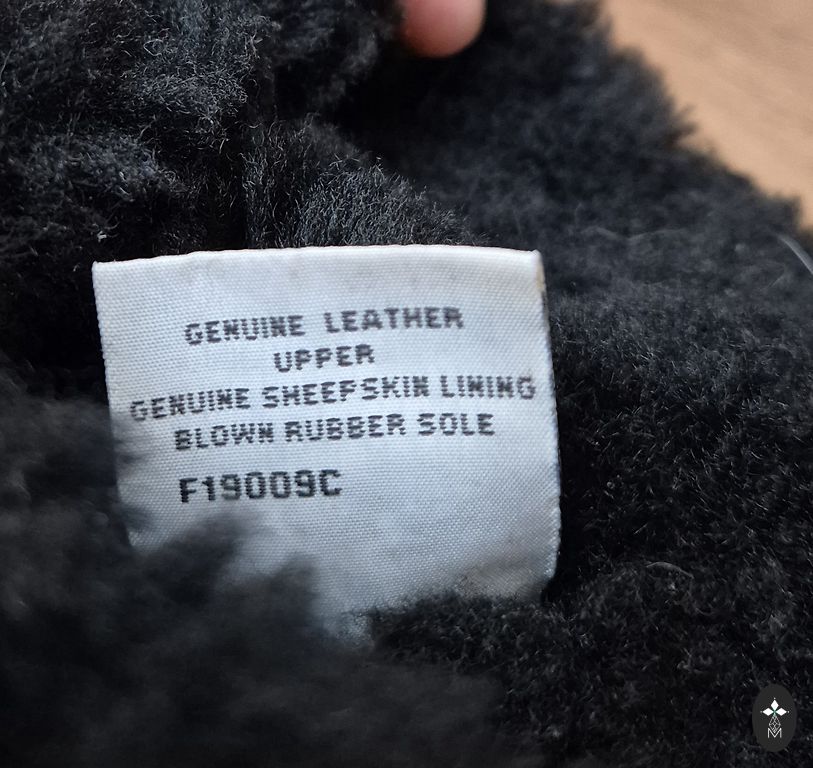 GENUINE LEATHER
UPPER
GENUINE SHEEPSKIN LINING
BLOWN RUBBER SOLE
F19009C
M